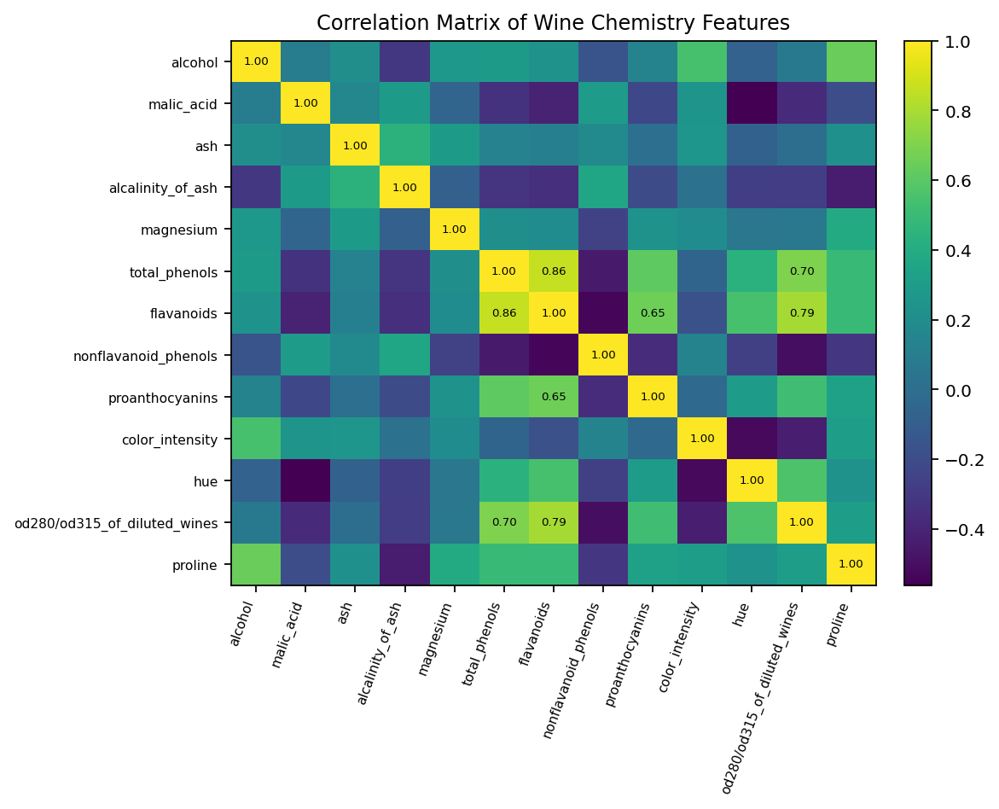 Correlation Matrix of Wine Chemistry Features
alcohol
malic_acid
ash
alcalinity_of_ash
magnesium
total_phenols
flavanoids
nonflavanoid_phenols
proanthocyanins
color_intensity
hue
od280/od315_of_diluted_wines
proline
1.00
1.00
1.00
1.00
1.00
1.00 0.86 0.70
0.86 1.00 0.65 0.79
1.00
0.65 1.00
1.00
1.00
0.70 0.79 1.00
1.00
alcohol
malic_acid
ash
alcalinity_of_ash
magnesium
total_phenols
flavanoids
nonflavanoid_phenols
proanthocyanins
color_intensity
hue
od280/od315_of_diluted_wines
proline
1.0
0.8
0.6
0.4
0.2
0.0
−0.2
−0.4